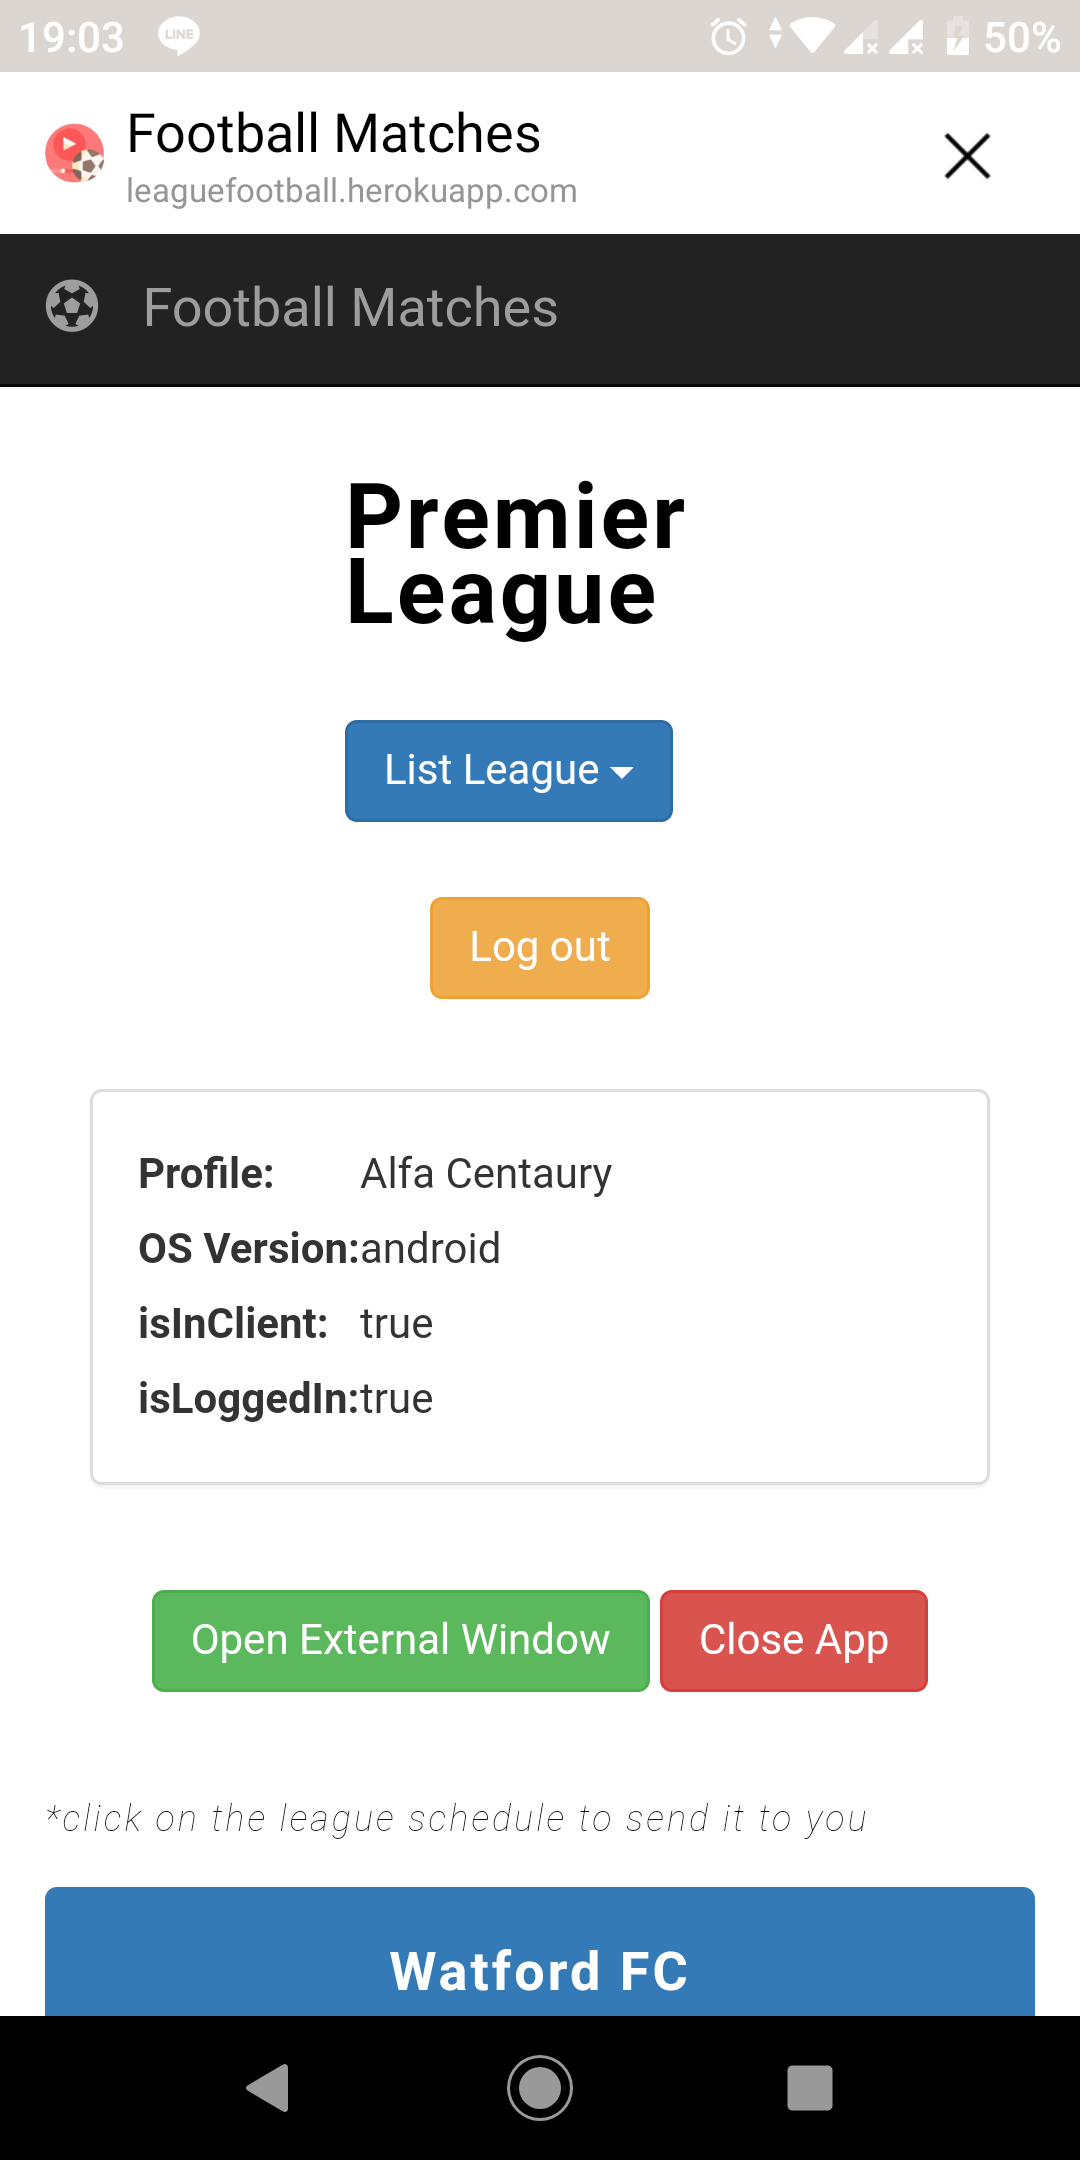 19:03 LINE 50%
Football Matches
leaguefootball.herokuapp.com
Football Matches
Premier
League
List League
Log out
Profile: Alfa Centaury
OS Version:android
isInClient: true
isLoggedIn:true
Open External Window Close App
*click on the league schedule to send it to you
Watford FC